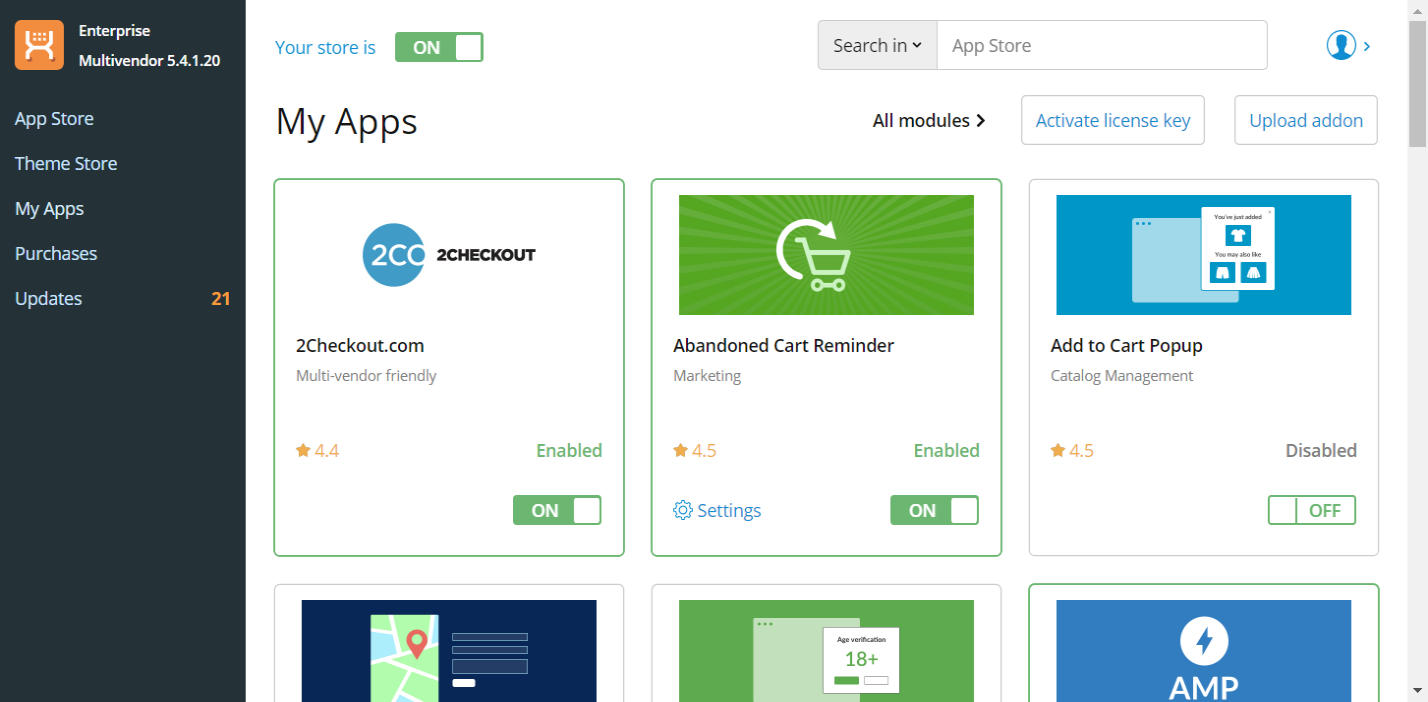 Enterprise
Multivendor 5.4.1.20
Your store is
ON
Search in
App Store
App Store
Theme Store
My Apps
Purchases
Updates 21
My Apps
All modules
Activate license key
Upload addon
2CO 2CHECKOUT
2Checkout.com
Multi-vendor friendly
4.4
Enabled
ON
Abandoned Cart Reminder
Marketing
4.5
Enabled
Settings
ON
You've just added
You may also like
Add to Cart Popup
Catalog Management
4.5
Disabled
OFF
Age verification
18+
AMP